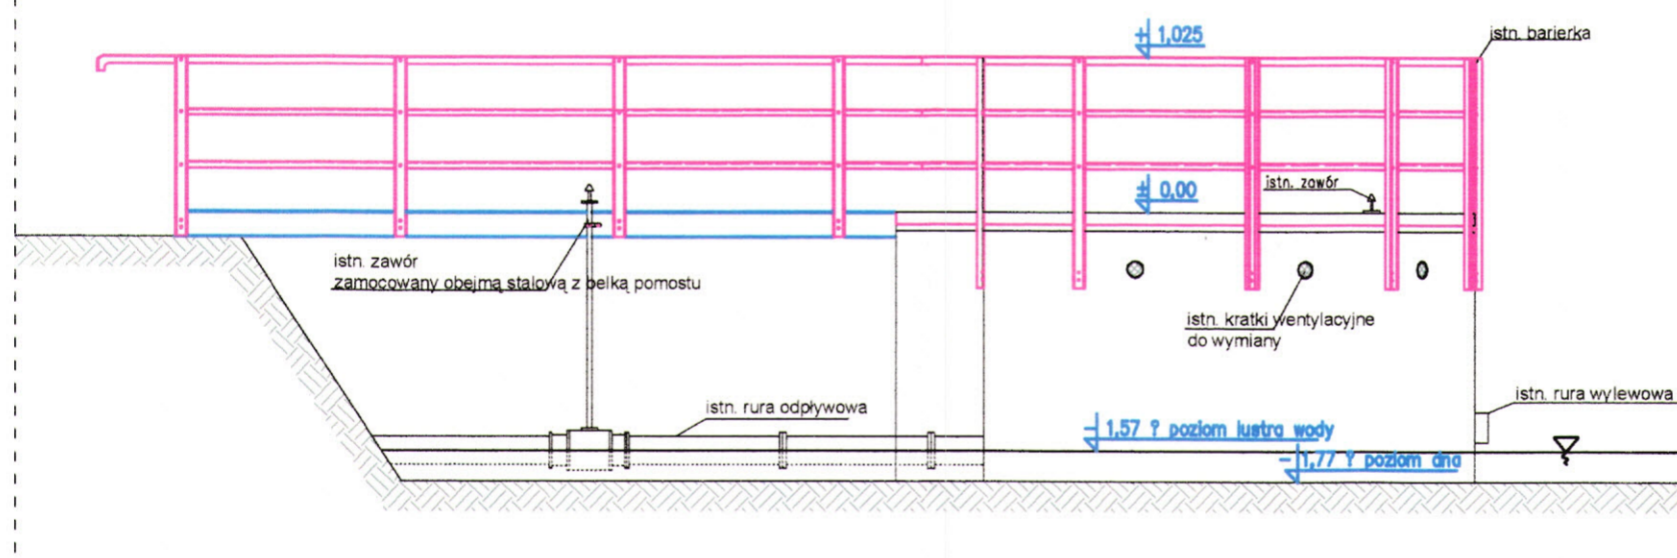 + 1,025
istn. barierka
± 0,00
istn. zawór
istn. zawór
zamocowany obejmą stalową z belką pomostu
istn. kratki wentylacyjne
do wymiany
istn. rura odpływowa
istn. rura wylewowa
- 1,57 ? poziom lustra wody
- 1,77 ? poziom dna